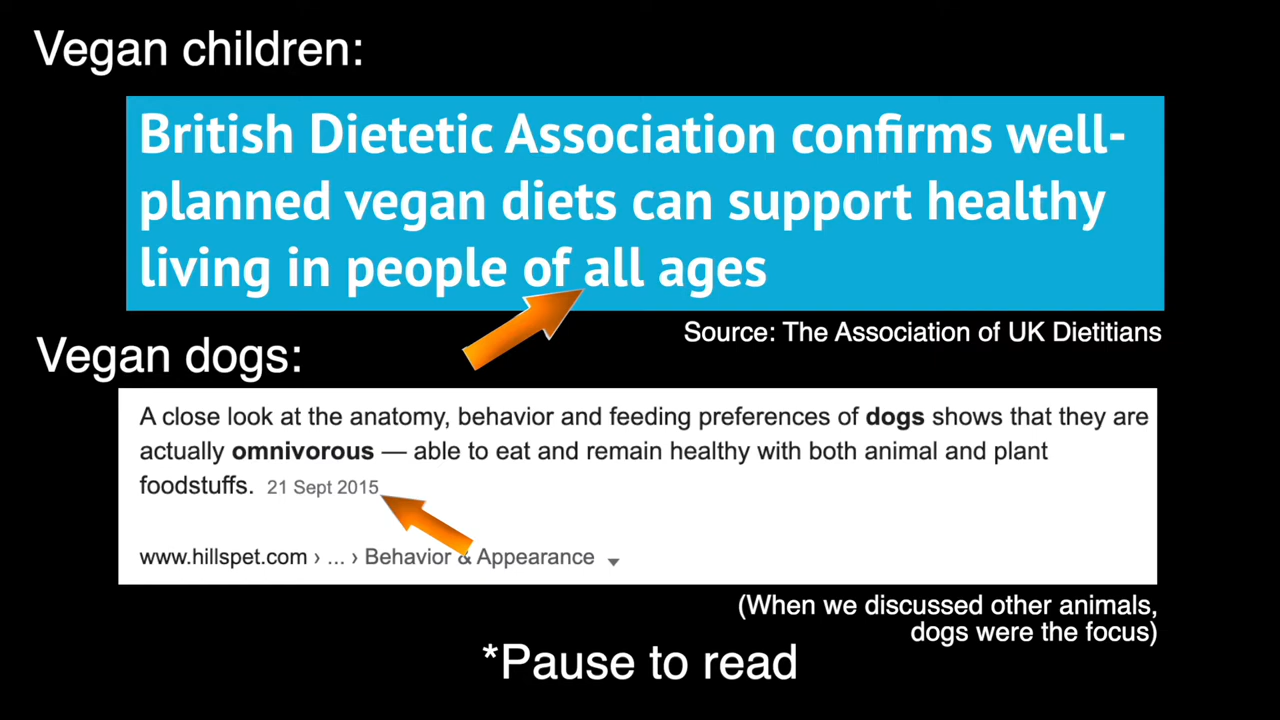 Vegan children:
British Dietetic Association confirms well-
planned vegan diets can support healthy
living in people of all ages
Source: The Association of UK Dietitians
Vegan dogs:
A close look at the anatomy, behavior and feeding preferences of dogs shows that they are
actually omnivorous — able to eat and remain healthy with both animal and plant
foodstuffs. 21 Sept 2015
www.hillspet.com › ... › Behavior & Appearance
(When we discussed other animals,
dogs were the focus)
*Pause to read